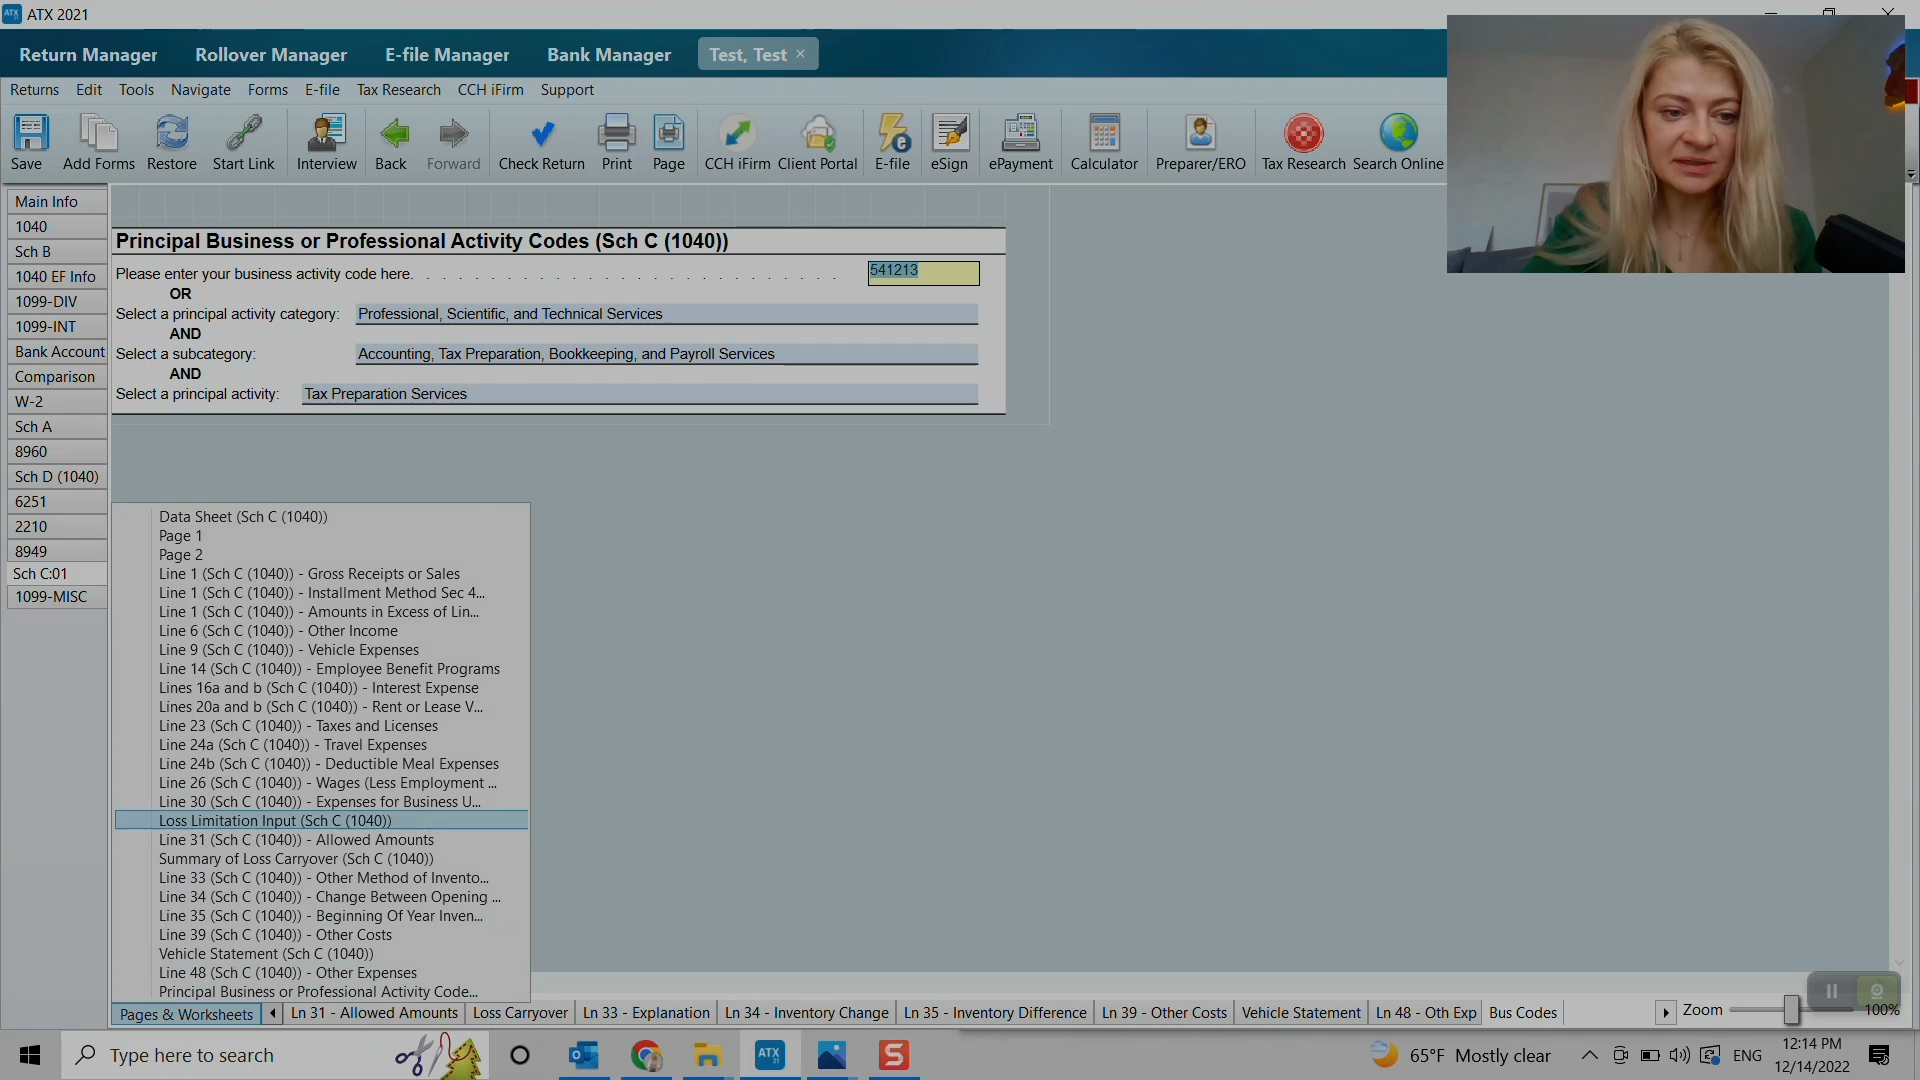 ATX 2021
Return Manager Rollover Manager E-file Manager Bank Manager Test, Test ×
Returns Edit Tools Navigate Forms E-file Tax Research CCH iFirm Support
Save Add Forms Restore Start Link Interview Back Forward Check Return Print Page CCH iFirm Client Portal E-file eSign ePayment Calculator Preparer/ERO Tax Research Search Online
Main Info
1040
Sch B
1040 EF Info
1099-DIV
1099-INT
Bank Account
Comparison
W-2
Sch A
8960
Sch D (1040)
6251
2210
8949
Sch C:01
1099-MISC
Principal Business or Professional Activity Codes (Sch C (1040))
Please enter your business activity code here. 541213
OR
Select a principal activity category: Professional, Scientific, and Technical Services
AND
Select a subcategory: Accounting, Tax Preparation, Bookkeeping, and Payroll Services
AND
Select a principal activity: Tax Preparation Services
Data Sheet (Sch C (1040))
Page 1
Page 2
Line 1 (Sch C (1040)) - Gross Receipts or Sales
Line 1 (Sch C (1040)) - Installment Method Sec 4...
Line 1 (Sch C (1040)) - Amounts in Excess of Lin...
Line 6 (Sch C (1040)) - Other Income
Line 9 (Sch C (1040)) - Vehicle Expenses
Line 14 (Sch C (1040)) - Employee Benefit Programs
Lines 16a and b (Sch C (1040)) - Interest Expense
Lines 20a and b (Sch C (1040)) - Rent or Lease V...
Line 23 (Sch C (1040)) - Taxes and Licenses
Line 24a (Sch C (1040)) - Travel Expenses
Line 24b (Sch C (1040)) - Deductible Meal Expenses
Line 26 (Sch C (1040)) - Wages (Less Employment ...
Line 30 (Sch C (1040)) - Expenses for Business U...
Loss Limitation Input (Sch C (1040))
Line 31 (Sch C (1040)) - Allowed Amounts
Summary of Loss Carryover (Sch C (1040))
Line 33 (Sch C (1040)) - Other Method of Invento...
Line 34 (Sch C (1040)) - Change Between Opening ...
Line 35 (Sch C (1040)) - Beginning Of Year Inven...
Line 39 (Sch C (1040)) - Other Costs
Vehicle Statement (Sch C (1040))
Line 48 (Sch C (1040)) - Other Expenses
Principal Business or Professional Activity Code...
Pages & Worksheets Ln 31 - Allowed Amounts Loss Carryover Ln 33 - Explanation Ln 34 - Inventory Change Ln 35 - Inventory Difference Ln 39 - Other Costs Vehicle Statement Ln 48 - Oth Exp Bus Codes Zoom 100%
Type here to search ATX 21 S 65°F Mostly clear ENG 12:14 PM
12/14/2022